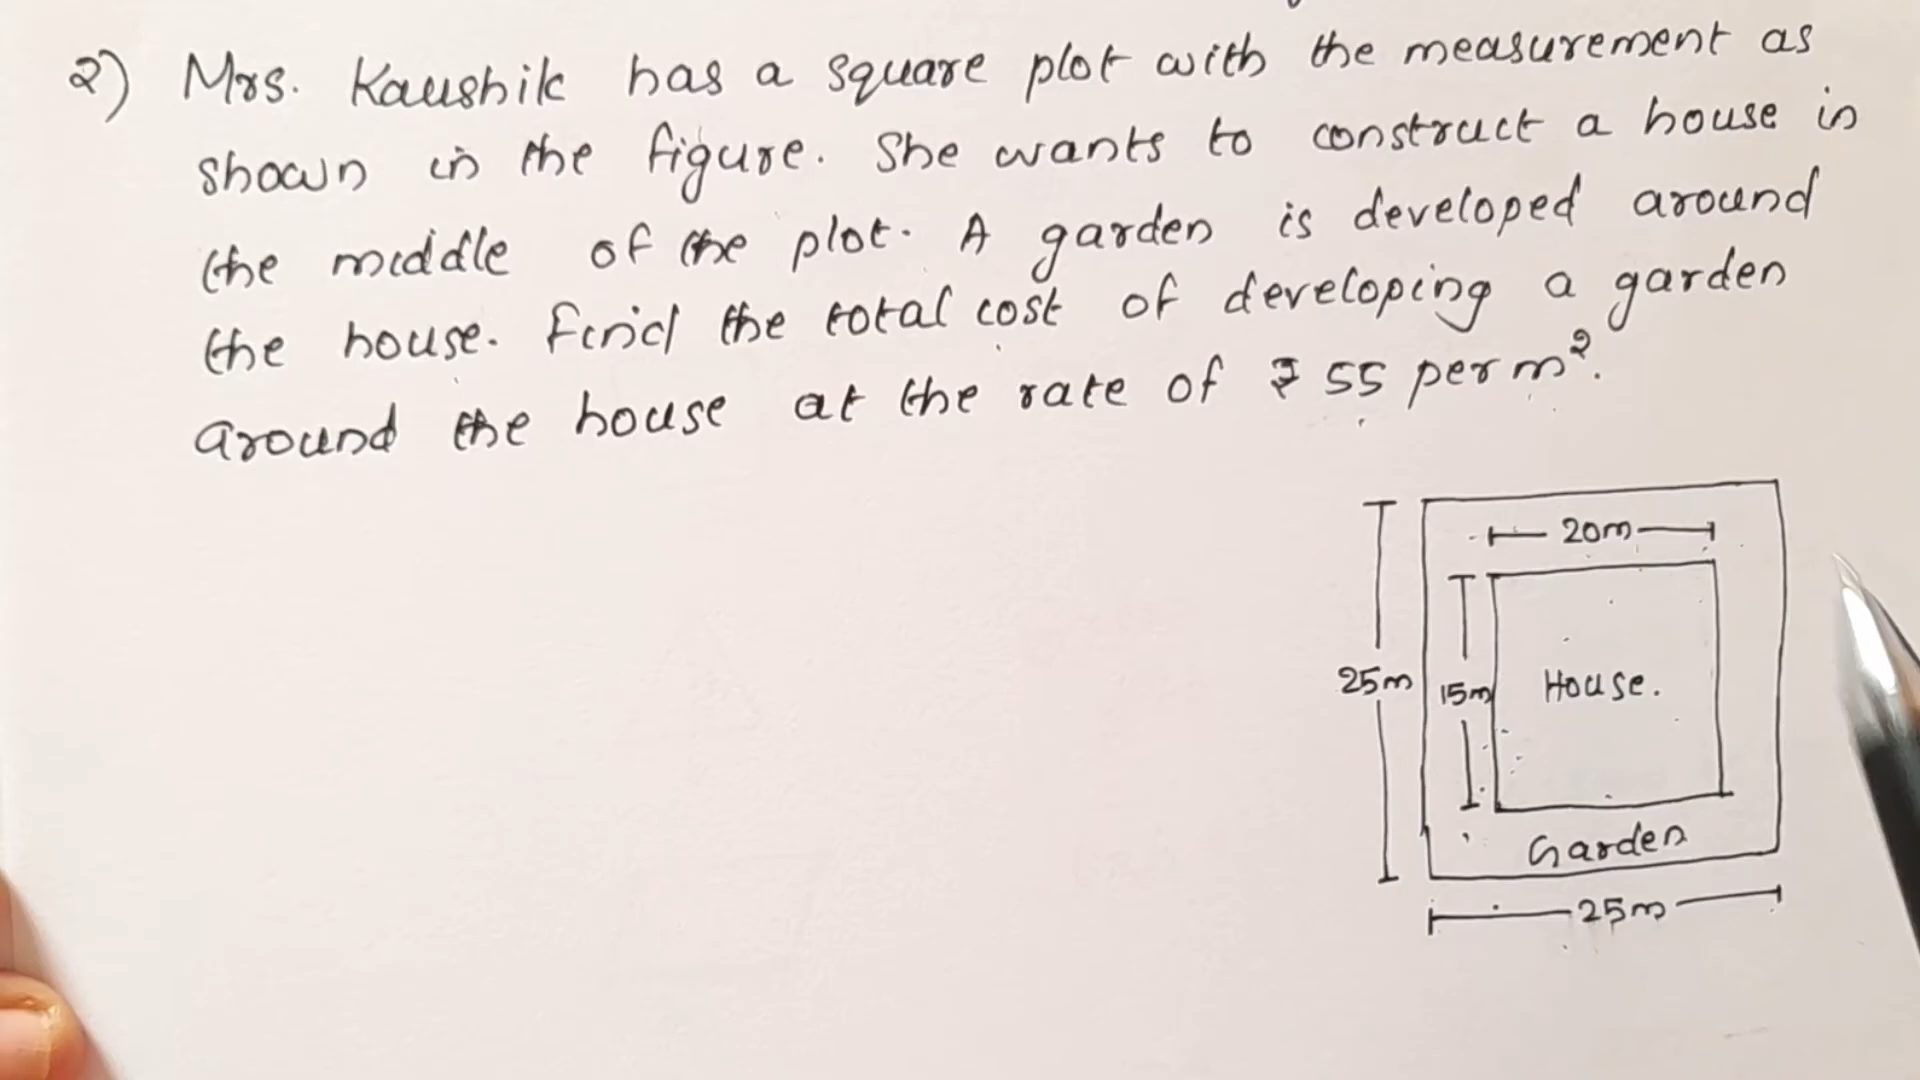 2) Mrs. Kaushik has a square plot with the measurement as
shown in the figure. She wants to construct a house in
the middle of the plot. A garden is developed around
the house. Find the total cost of developing a garden
around the house at the rate of ₹ 55 per m².
20m
25m
15m
House.
Garden
25m